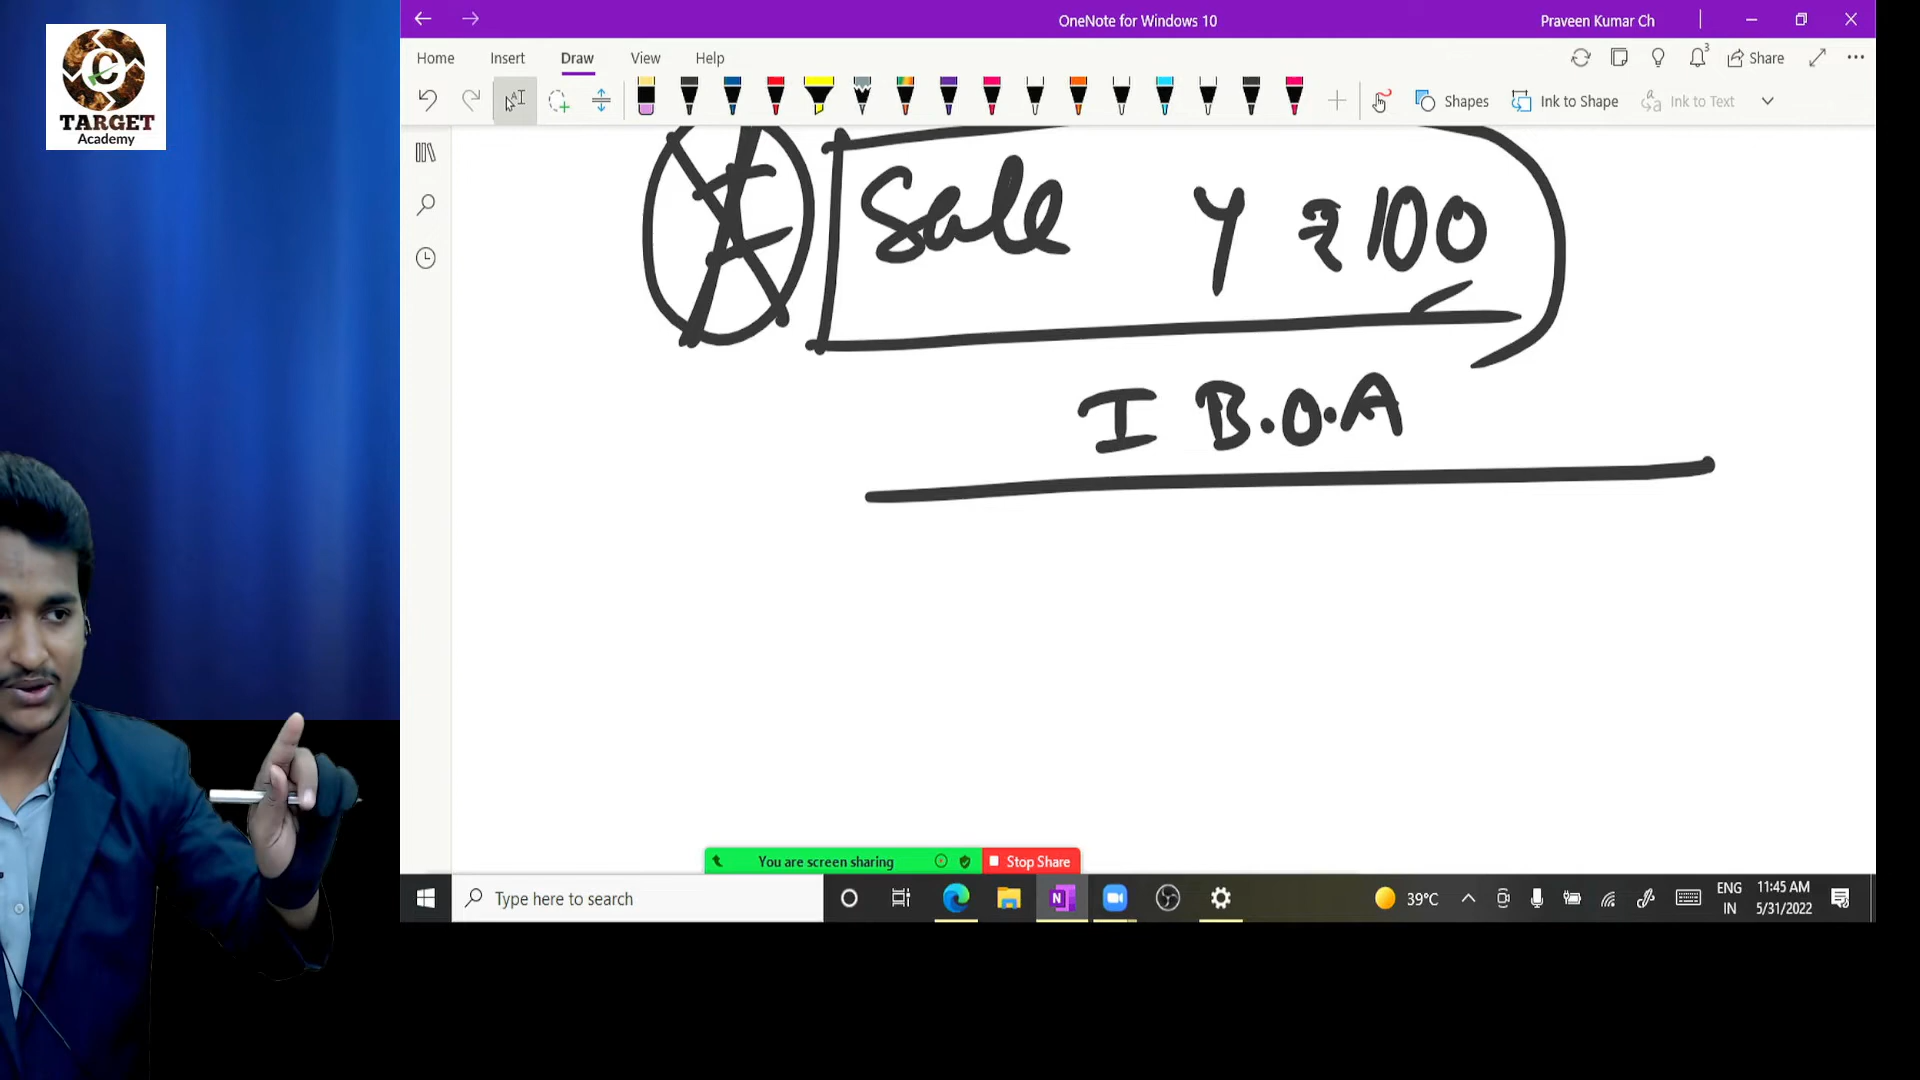 TARGET
Academy
OneNote for Windows 10
Praveen Kumar Ch
Home Insert Draw View Help
3
Share
Shapes
Ink to Shape
Ink to Text
Sale Y ₹100
I B.O.A
You are screen sharing
Stop Share
Type here to search
39°C
ENG
IN
11:45 AM
5/31/2022